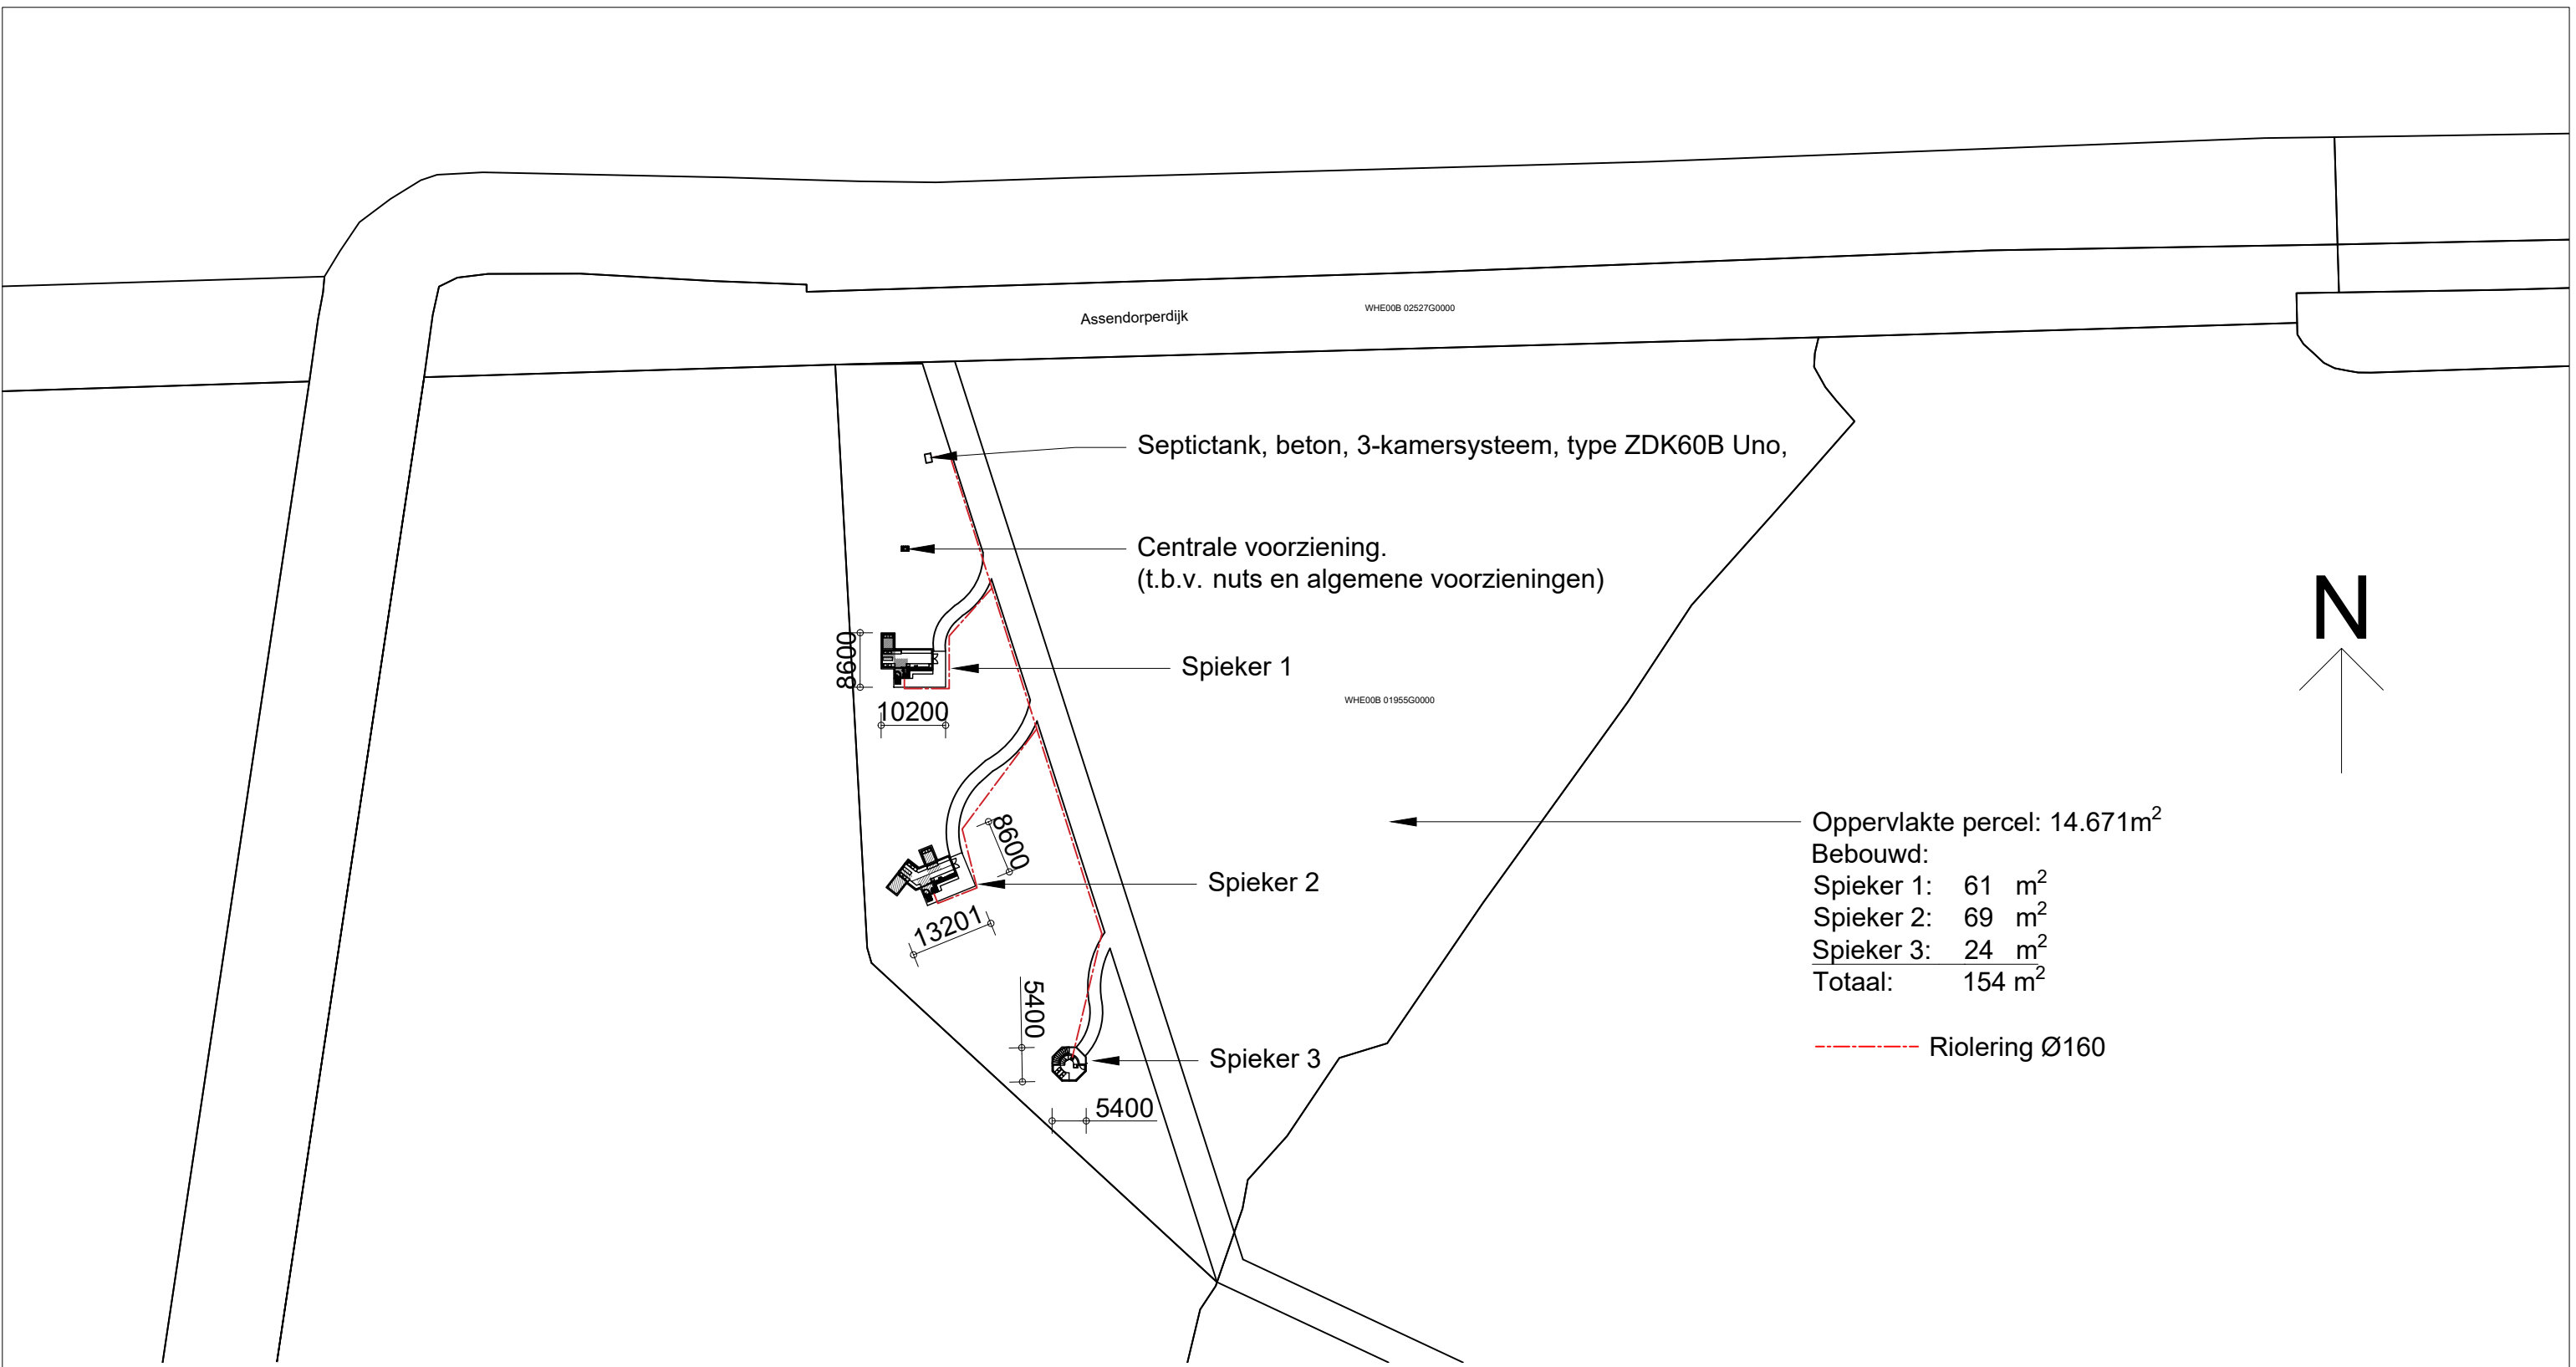 Assendorperdijk
WHE00B 02527G0000
Septictank, beton, 3-kamersysteem, type ZDK60B Uno,
Centrale voorziening.
(t.b.v. nuts en algemene voorzieningen)
N
8600
Spieker 1
10200
WHE00B 01955G0000
8600
Spieker 2
13201
5400
Spieker 3
5400
Oppervlakte percel: 14.671m²
Bebouwd:
Spieker 1: 61 m²
Spieker 2: 69 m²
Spieker 3: 24 m²
Totaal: 154 m²
Riolering Ø160